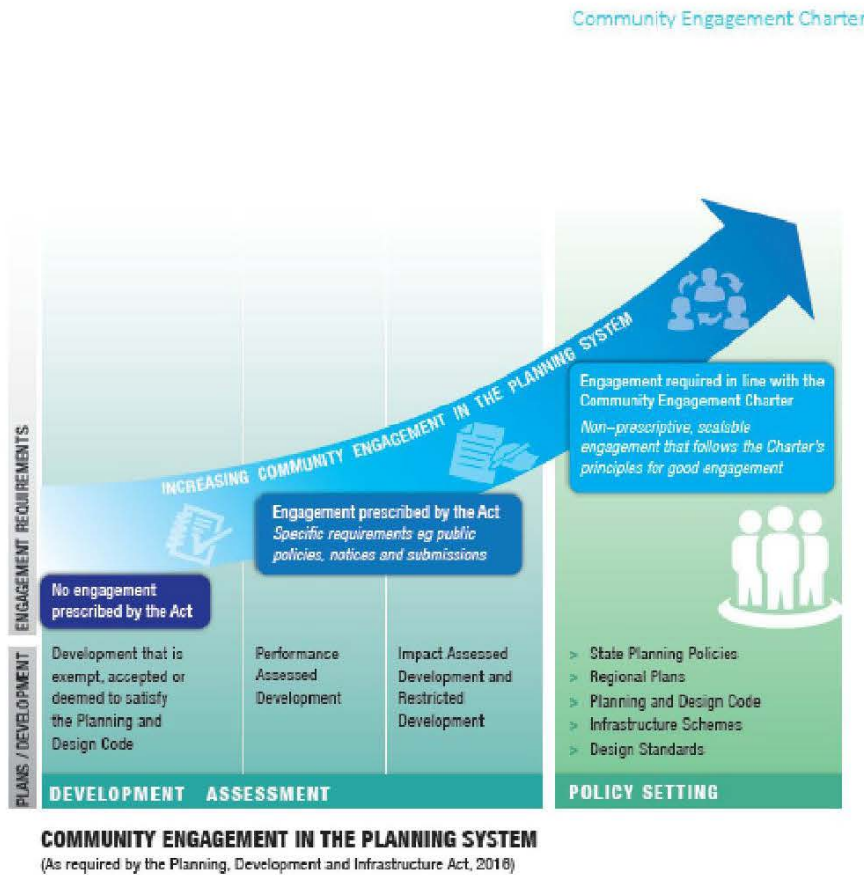 Community Engagement Charter
INCREASING COMMUNITY ENGAGEMENT IN THE PLANNING SYSTEM
Engagement required in line with the
Community Engagement Charter
Non-prescriptive, scalable
engagement that follows the Charter's
principles for good engagement
Engagement prescribed by the Act
Specific requirements eg public
policies, notices and submissions
No engagement
prescribed by the Act
ENGAGEMENT REQUIREMENTS
PLANS / DEVELOPMENT
Development that is
exempt, accepted or
deemed to satisfy
the Planning and
Design Code
Performance
Assessed
Development
Impact Assessed
Development and
Restricted
Development
> State Planning Policies
> Regional Plans
> Planning and Design Code
> Infrastructure Schemes
> Design Standards
DEVELOPMENT ASSESSMENT
POLICY SETTING
COMMUNITY ENGAGEMENT IN THE PLANNING SYSTEM
(As required by the Planning, Development and Infrastructure Act, 2016)